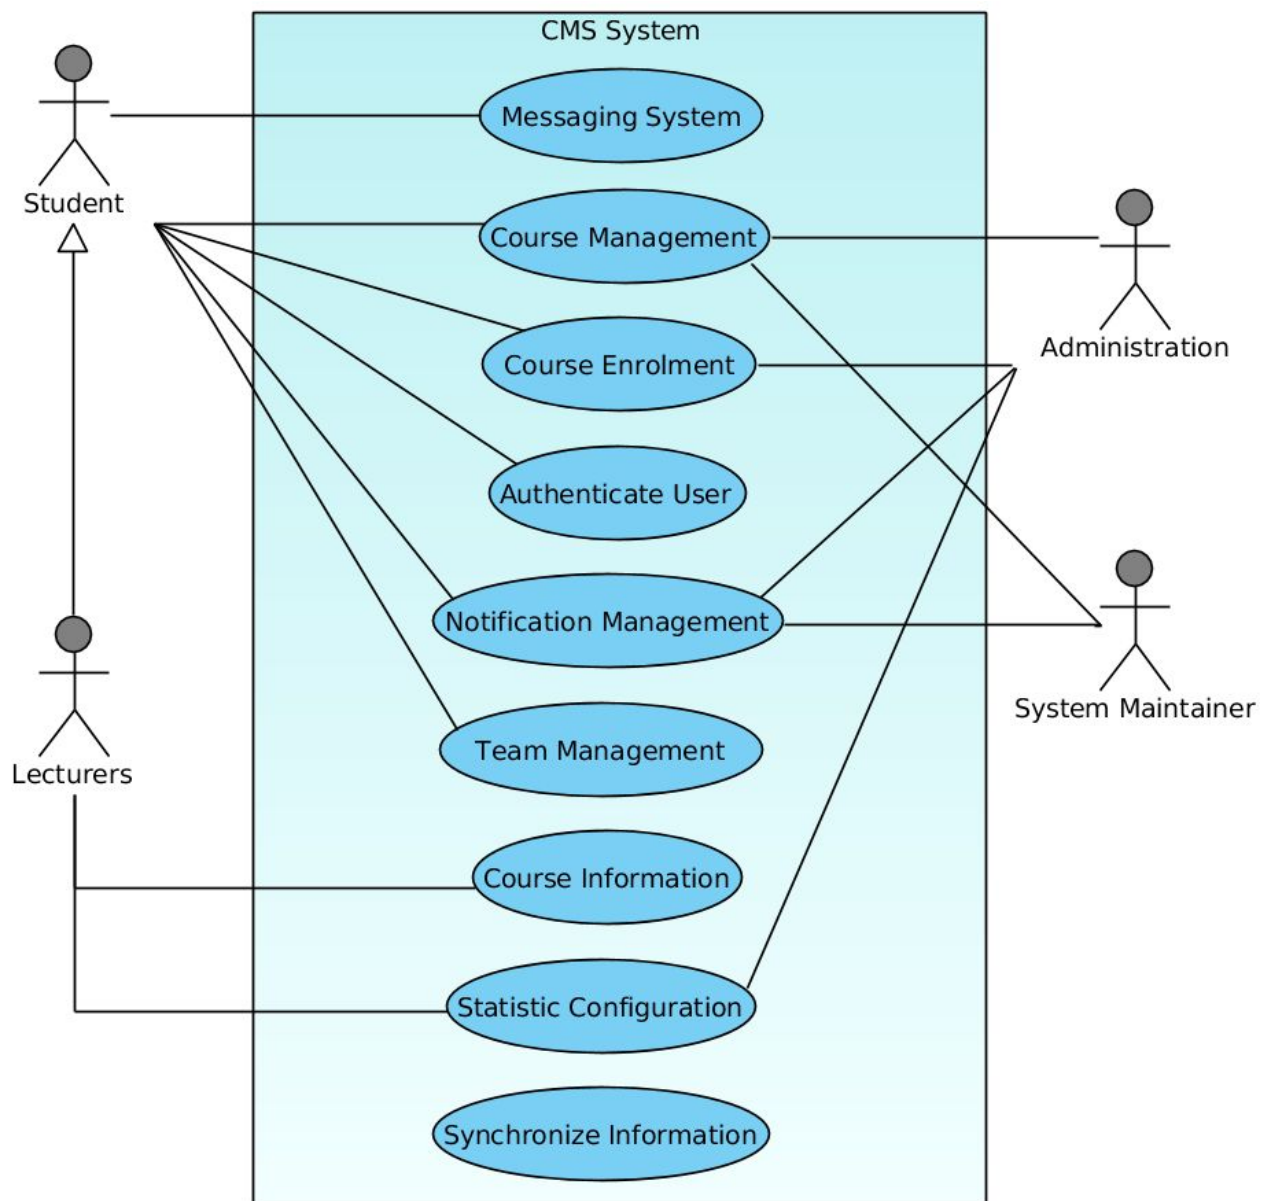 CMS System
Messaging System
Student
Course Management
Administration
Course Enrolment
Authenticate User
Notification Management
System Maintainer
Team Management
Lecturers
Course Information
Statistic Configuration
Synchronize Information